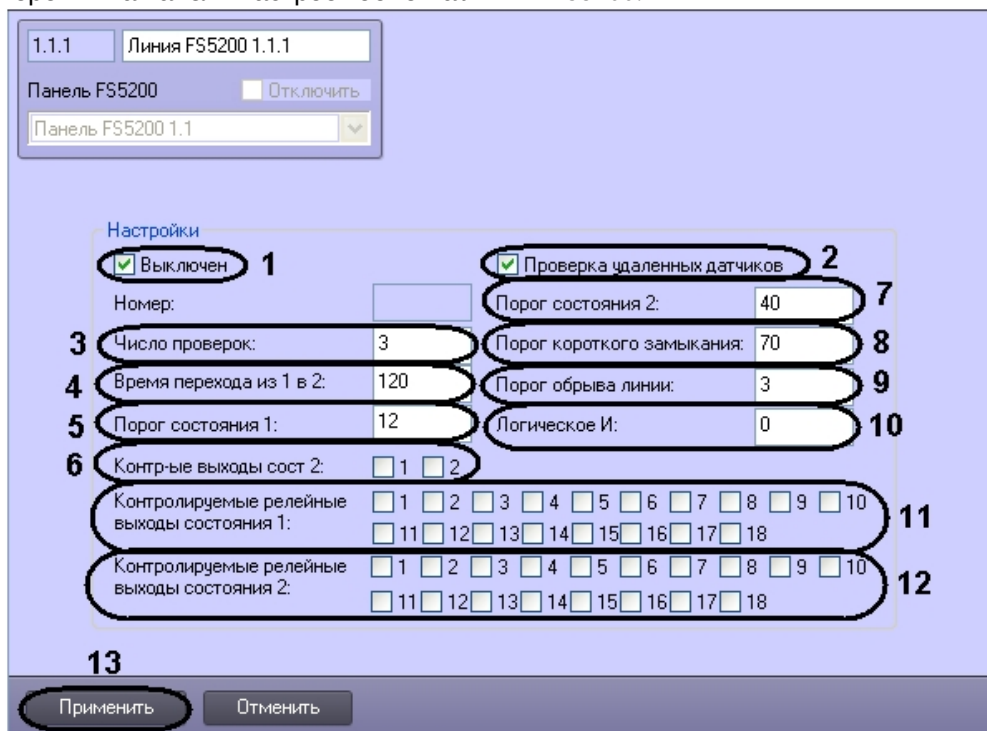 1.1.1 Линия FS5200 1.1.1
Панель FS5200 Отключить
Панель FS5200 1.1
Настройки
Выключен 1 Проверка удаленных датчиков 2
Номер: Порог состояния 2: 40 7
3 Число проверок: 3 Порог короткого замыкания: 70 8
4 Время перехода из 1 в 2: 120 Порог обрыва линии: 3 9
5 Порог состояния 1: 12 Логическое И: 0 10
6 Контр-ые выходы сост 2: 1 2
Контролируемые релейные 1 2 3 4 5 6 7 8 9 10
выходы состояния 1: 11 12 13 14 15 16 17 18 11
Контролируемые релейные 1 2 3 4 5 6 7 8 9 10
выходы состояния 2: 11 12 13 14 15 16 17 18 12
13
Применить Отменить